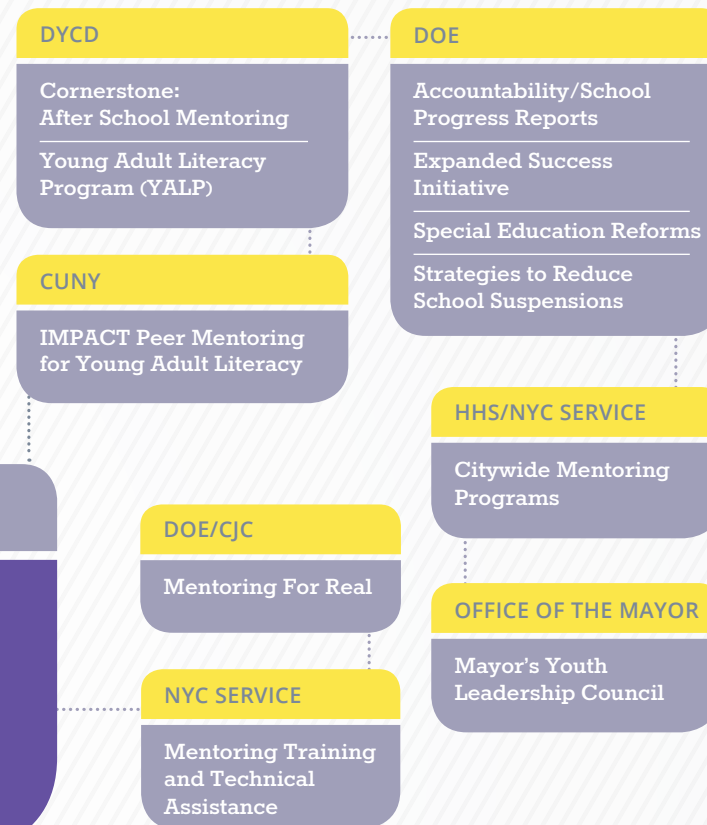 DYCD
Cornerstone:
After School Mentoring
Young Adult Literacy
Program (YALP)
CUNY
IMPACT Peer Mentoring
for Young Adult Literacy
DOE
Accountability/School
Progress Reports
Expanded Success
Initiative
Special Education Reforms
Strategies to Reduce
School Suspensions
HHS/NYC SERVICE
Citywide Mentoring
Programs
OFFICE OF THE MAYOR
Mayor’s Youth
Leadership Council
DOE/CJC
Mentoring For Real
NYC SERVICE
Mentoring Training
and Technical
Assistance